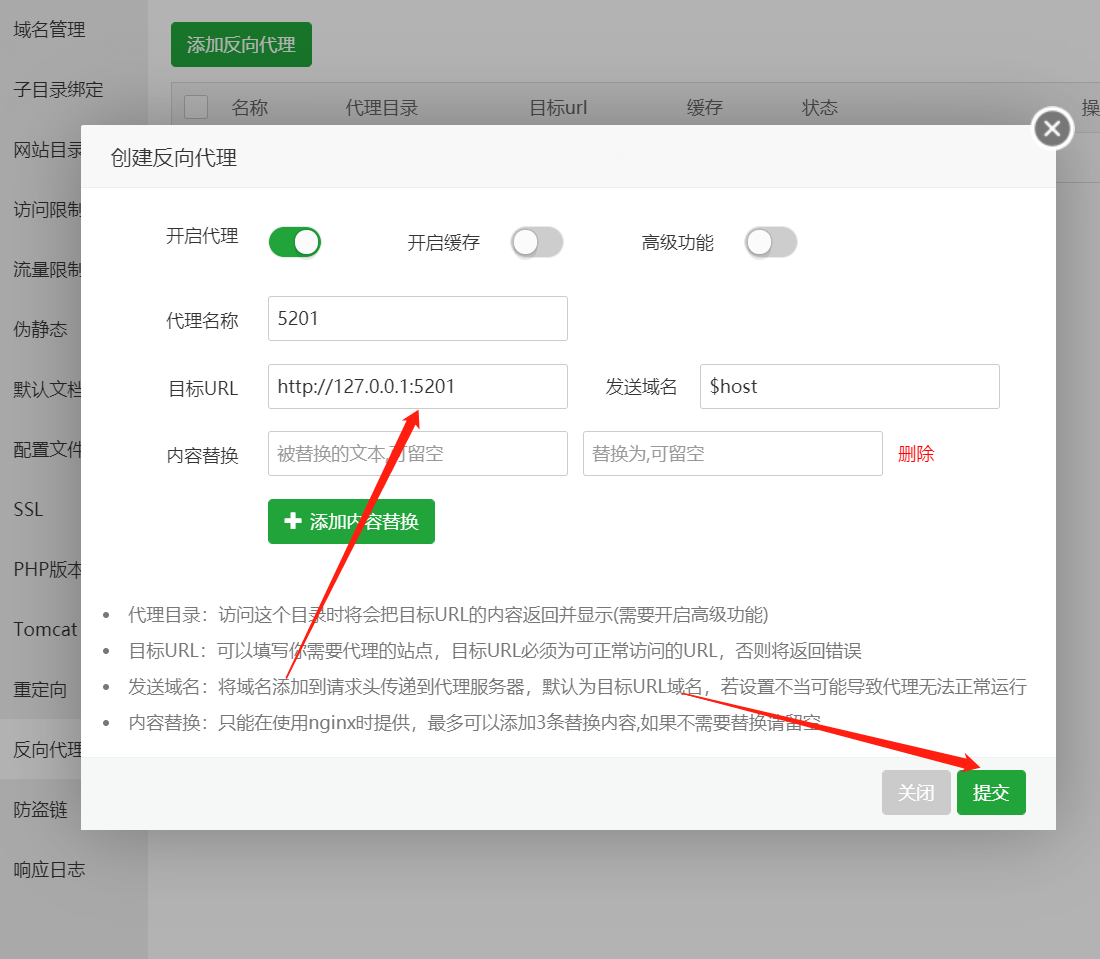 域名管理
子目录绑定
网站目录
访问限制
流量限制
伪静态
默认文档
配置文件
SSL
PHP版本
Tomcat
重定向
反向代理
防盗链
响应日志
添加反向代理
名称 代理目录 目标url 缓存 状态 操
创建反向代理
开启代理 开启缓存 高级功能
代理名称 5201
目标URL http://127.0.0.1:5201 发送域名 $host
内容替换 被替换的文本,可留空 替换为,可留空 删除
添加内容替换
代理目录：访问这个目录时将会把目标URL的内容返回并显示(需要开启高级功能)
目标URL：可以填写你需要代理的站点，目标URL必须为可正常访问的URL，否则将返回错误
发送域名：将域名添加到请求头传递到代理服务器，默认为目标URL域名，若设置不当可能导致代理无法正常运行
内容替换：只能在使用nginx时提供，最多可以添加3条替换内容,如果不需要替换请留空
关闭 提交